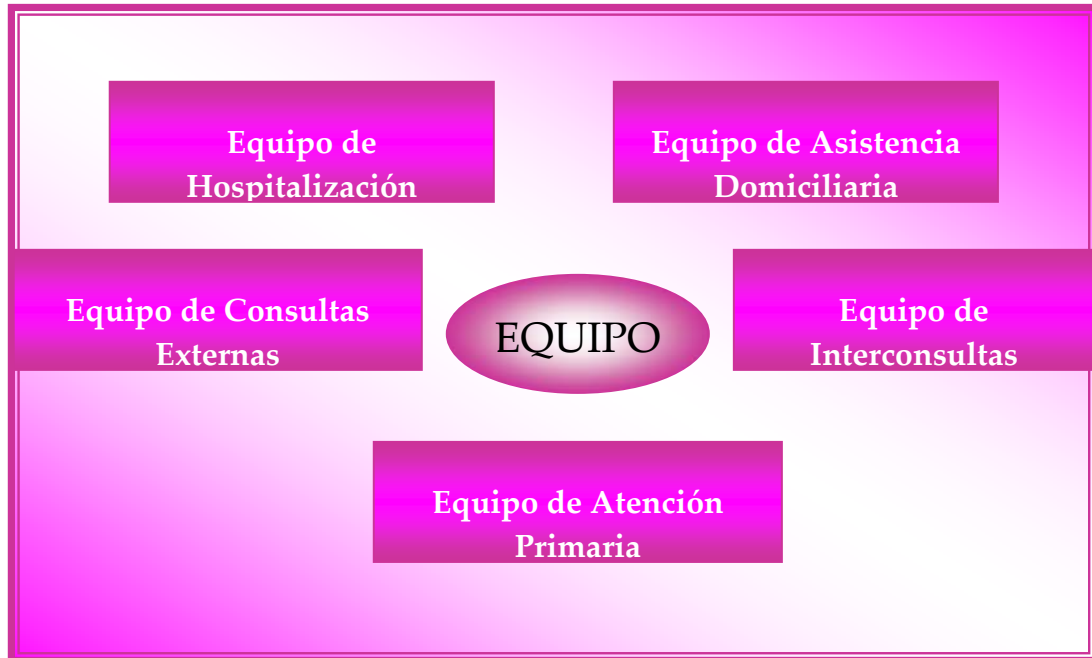 Equipo de
Hospitalización
Equipo de Asistencia
Domiciliaria
Equipo de Consultas
Externas
EQUIPO
Equipo de
Interconsultas
Equipo de Atención
Primaria